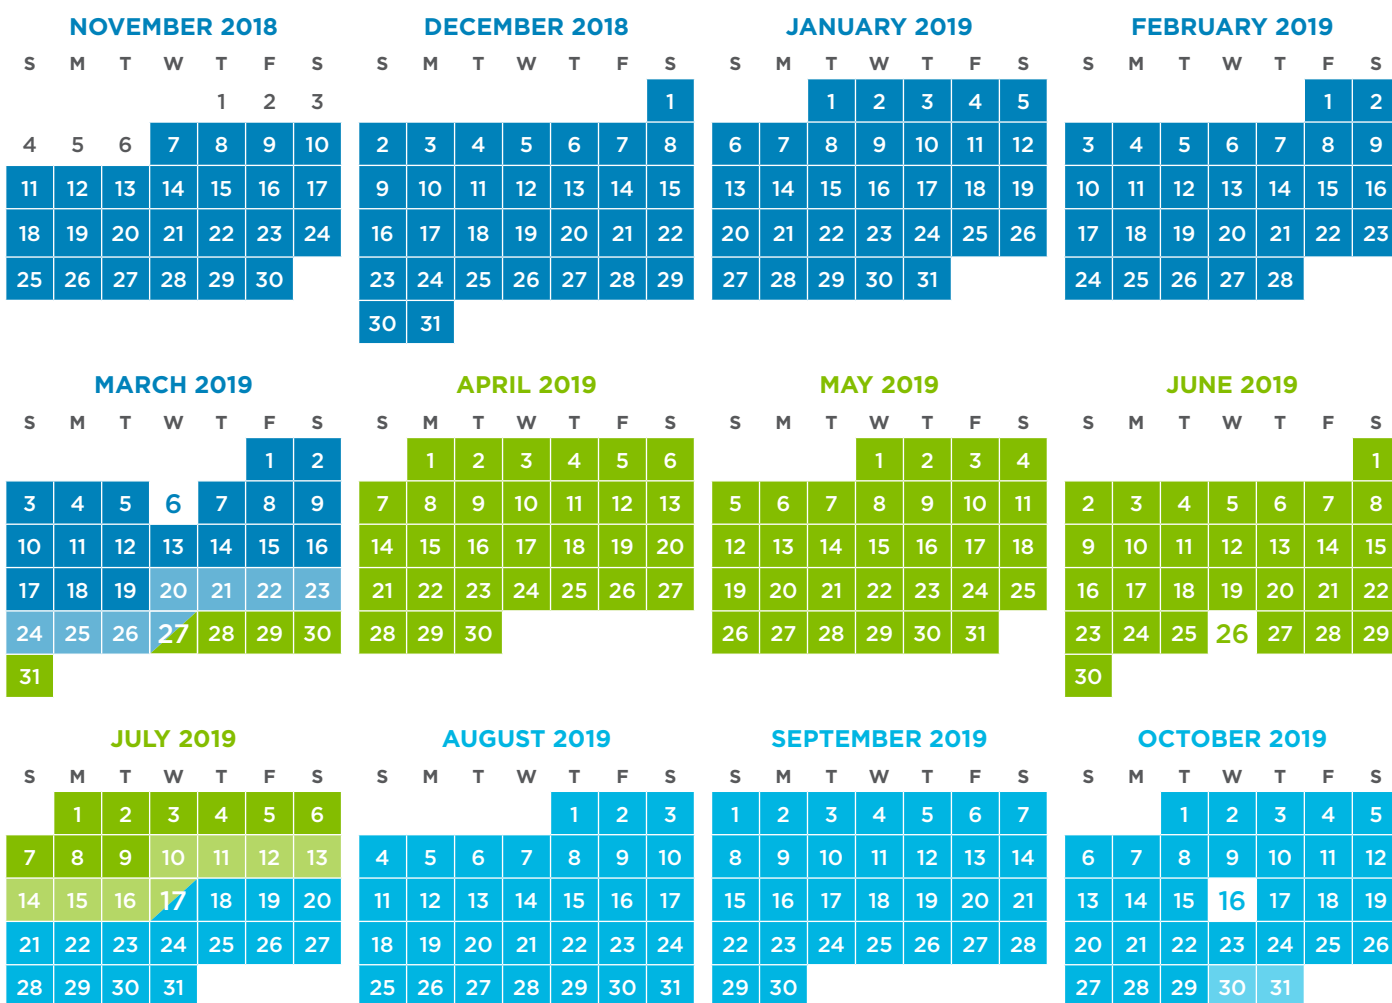 NOVEMBER 2018 DECEMBER 2018 JANUARY 2019 FEBRUARY 2019
S M T W T F S S M T W T F S S M T W T F S S M T W T F S
1 2 3 1 1 2 3 4 5 1 2
4 5 6 7 8 9 10 2 3 4 5 6 7 8 6 7 8 9 10 11 12 3 4 5 6 7 8 9
11 12 13 14 15 16 17 9 10 11 12 13 14 15 13 14 15 16 17 18 19 10 11 12 13 14 15 16
18 19 20 21 22 23 24 16 17 18 19 20 21 22 20 21 22 23 24 25 26 17 18 19 20 21 22 23
25 26 27 28 29 30 23 24 25 26 27 28 29 27 28 29 30 31 24 25 26 27 28
30 31
MARCH 2019 APRIL 2019 MAY 2019 JUNE 2019
S M T W T F S S M T W T F S S M T W T F S S M T W T F S
1 2 1 2 3 4 5 6 1 2 3 4 1
3 4 5 6 7 8 9 7 8 9 10 11 12 13 5 6 7 8 9 10 11 2 3 4 5 6 7 8
10 11 12 13 14 15 16 14 15 16 17 18 19 20 12 13 14 15 16 17 18 9 10 11 12 13 14 15
17 18 19 20 21 22 23 21 22 23 24 25 26 27 19 20 21 22 23 24 25 16 17 18 19 20 21 22
24 25 26 27 28 29 30 28 29 30 26 27 28 29 30 31 23 24 25 26 27 28 29
31 30
JULY 2019 AUGUST 2019 SEPTEMBER 2019 OCTOBER 2019
S M T W T F S S M T W T F S S M T W T F S S M T W T F S
1 2 3 4 5 6 1 2 3 1 2 3 4 5 6 7 1 2 3 4 5
7 8 9 10 11 12 13 4 5 6 7 8 9 10 8 9 10 11 12 13 14 6 7 8 9 10 11 12
14 15 16 17 18 19 20 11 12 13 14 15 16 17 15 16 17 18 19 20 21 13 14 15 16 17 18 19
21 22 23 24 25 26 27 18 19 20 21 22 23 24 22 23 24 25 26 27 28 20 21 22 23 24 25 26
28 29 30 31 25 26 27 28 29 30 31 29 30 27 28 29 30 31